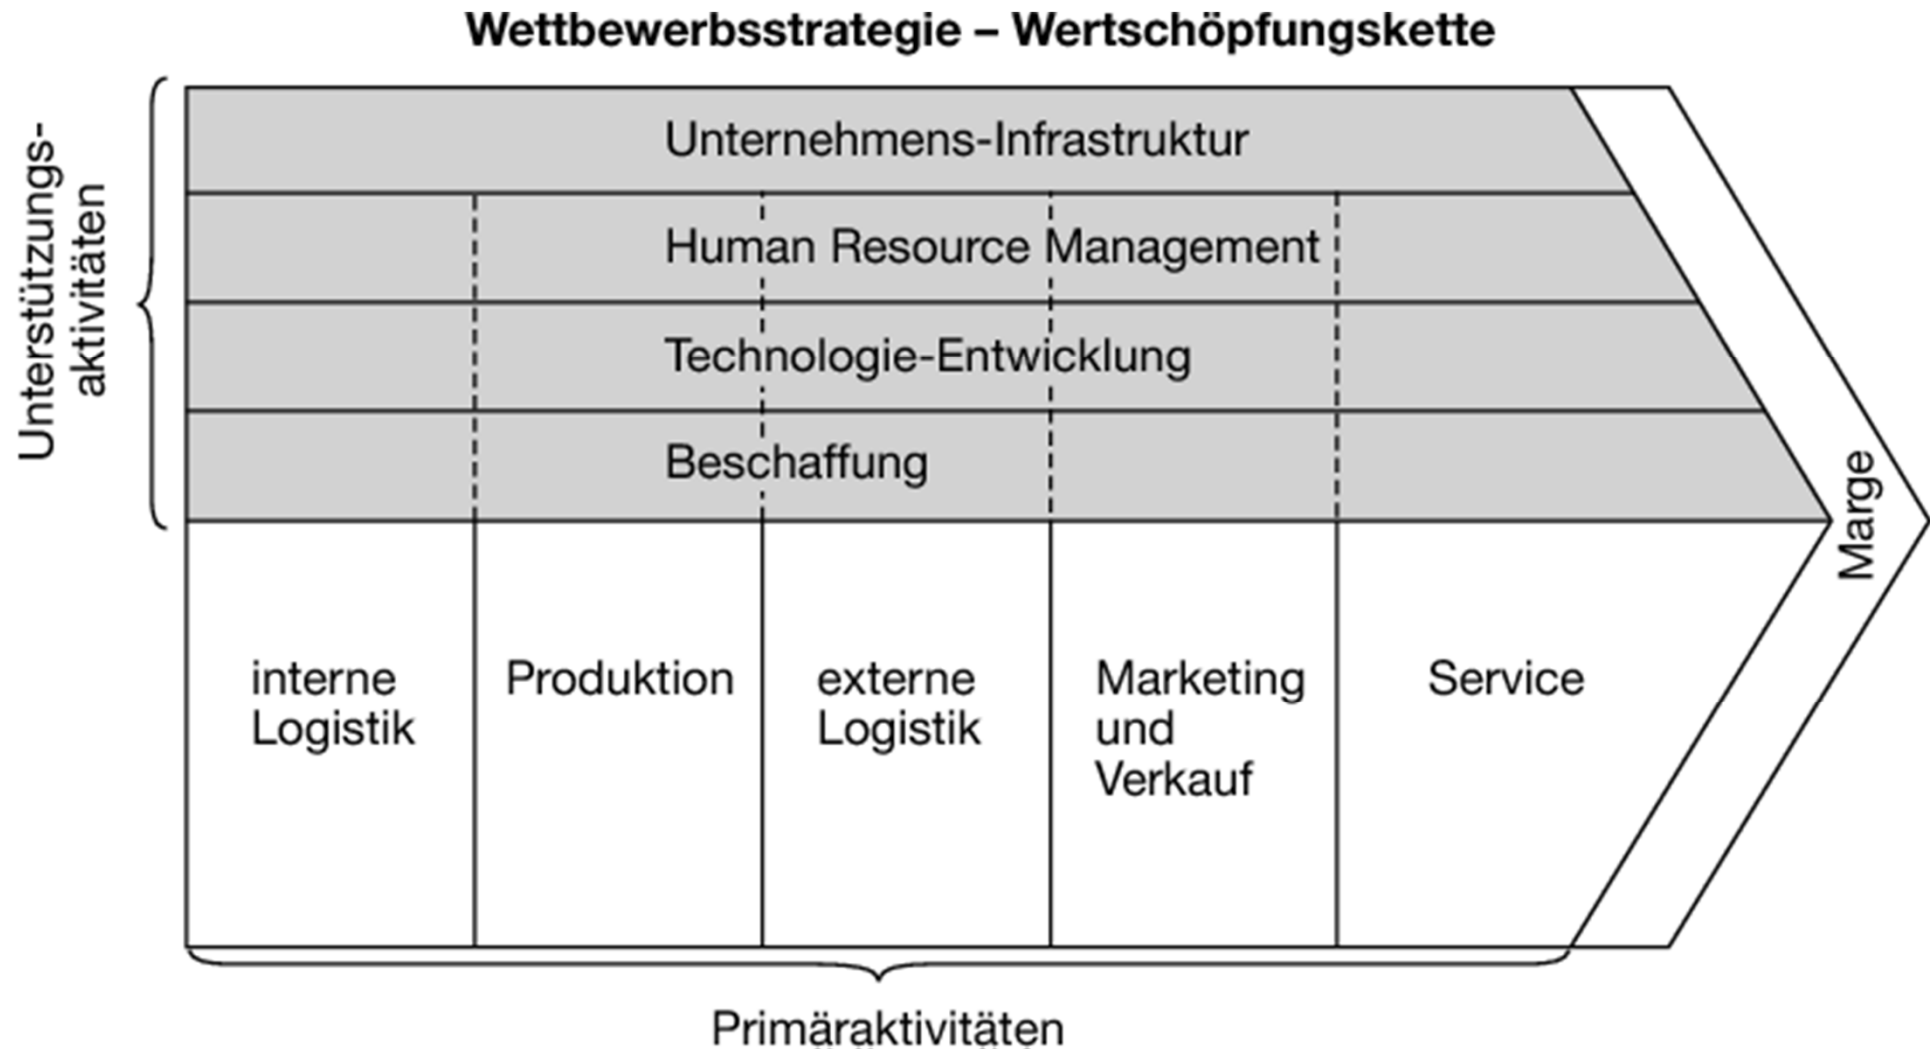 Wettbewerbsstrategie – Wertschöpfungskette
Unterstützungs-
aktivitäten
Unternehmens-Infrastruktur
Human Resource Management
Technologie-Entwicklung
Beschaffung
interne
Logistik
Produktion
externe
Logistik
Marketing
und
Verkauf
Service
Marge
Primäraktivitäten